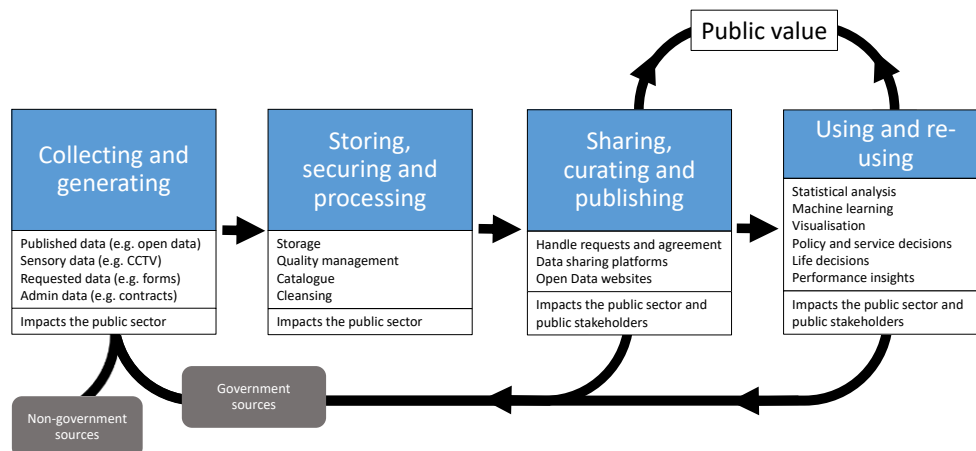 Public value
Collecting and
generating
Published data (e.g. open data)
Sensory data (e.g. CCTV)
Requested data (e.g. forms)
Admin data (e.g. contracts)
Impacts the public sector
Storing,
securing and
processing
Storage
Quality management
Catalogue
Cleansing
Impacts the public sector
Sharing,
curating and
publishing
Handle requests and agreement
Data sharing platforms
Open Data websites
Impacts the public sector and
public stakeholders
Using and re-
using
Statistical analysis
Machine learning
Visualisation
Policy and service decisions
Life decisions
Performance insights
Impacts the public sector and
public stakeholders
Government
sources
Non-government
sources